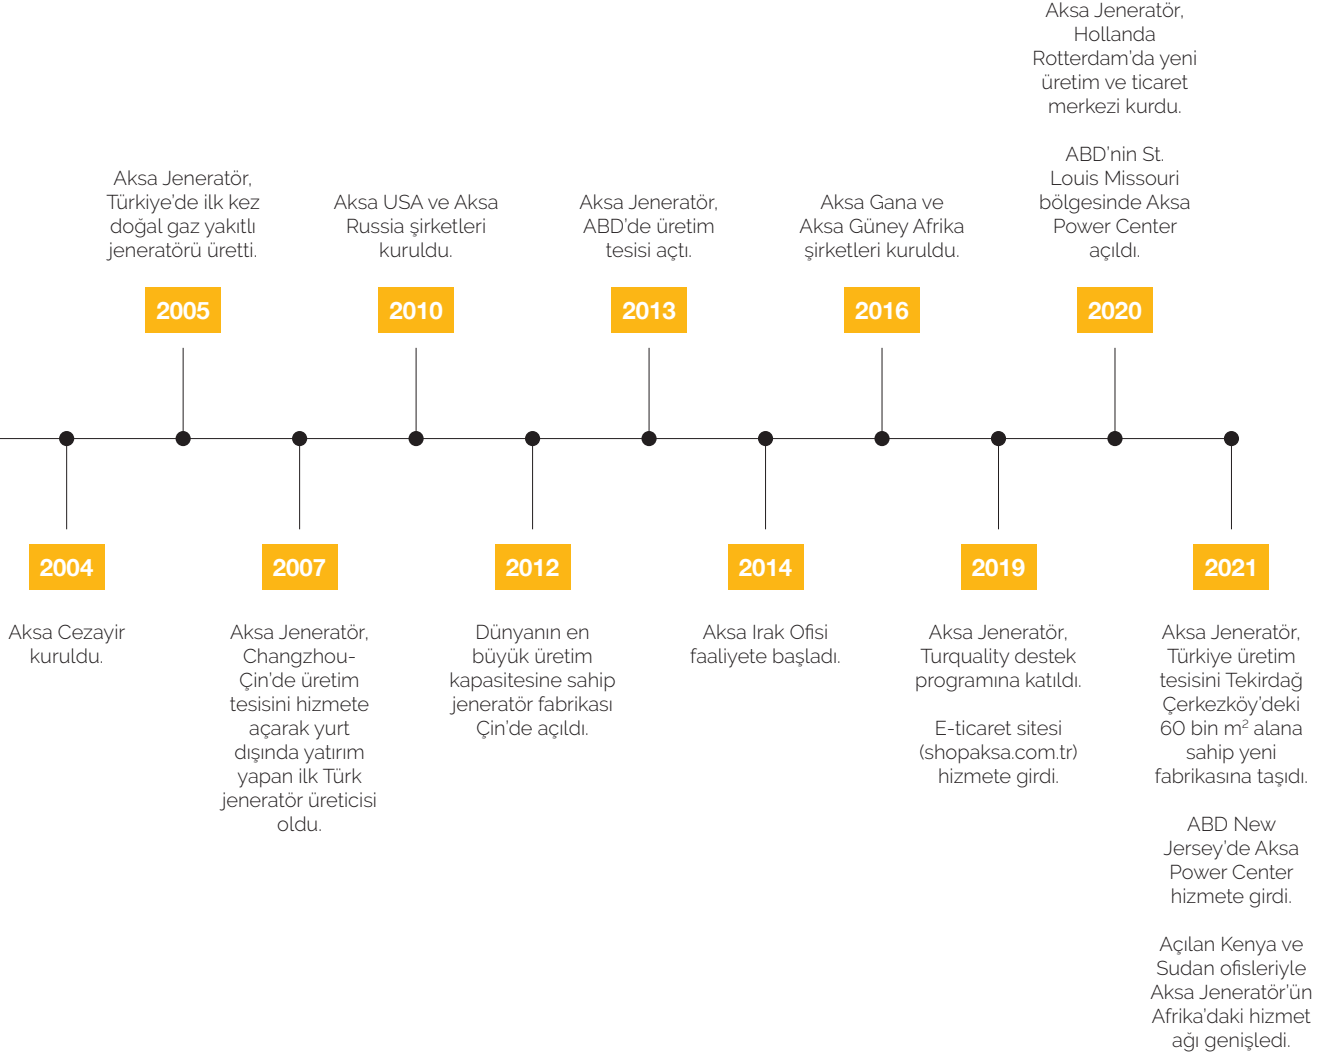 Aksa Jeneratör,
Hollanda
Rotterdam'da yeni
üretim ve ticaret
merkezi kurdu.
ABD'nin St.
Louis Missouri
bölgesinde Aksa
Power Center
açıldı.
Aksa Jeneratör,
Türkiye'de ilk kez
doğal gaz yakıtlı
jeneratörü üretti.
Aksa USA ve Aksa
Russia şirketleri
kuruldu.
Aksa Jeneratör,
ABD'de üretim
tesisi açtı.
Aksa Gana ve
Aksa Güney Afrika
şirketleri kuruldu.
2005
2010
2013
2016
2020
2004
2007
2012
2014
2019
2021
Aksa Cezayir
kuruldu.
Aksa Jeneratör,
Changzhou-
Çin'de üretim
tesisini hizmete
açarak yurt
dışında yatırım
yapan ilk Türk
jeneratör üreticisi
oldu.
Dünyanın en
büyük üretim
kapasitesine sahip
jeneratör fabrikası
Çin'de açıldı.
Aksa Irak Ofisi
faaliyete başladı.
Aksa Jeneratör,
Turquality destek
programına katıldı.
E-ticaret sitesi
(shopaksa.com.tr)
hizmete girdi.
Aksa Jeneratör,
Türkiye üretim
tesisini Tekirdağ
Çerkezköy'deki
60 bin m² alana
sahip yeni
fabrikasına taşıdı.
ABD New
Jersey'de Aksa
Power Center
hizmete girdi.
Açılan Kenya ve
Sudan ofisleriyle
Aksa Jeneratör'ün
Afrika'daki hizmet
ağı genişledi.